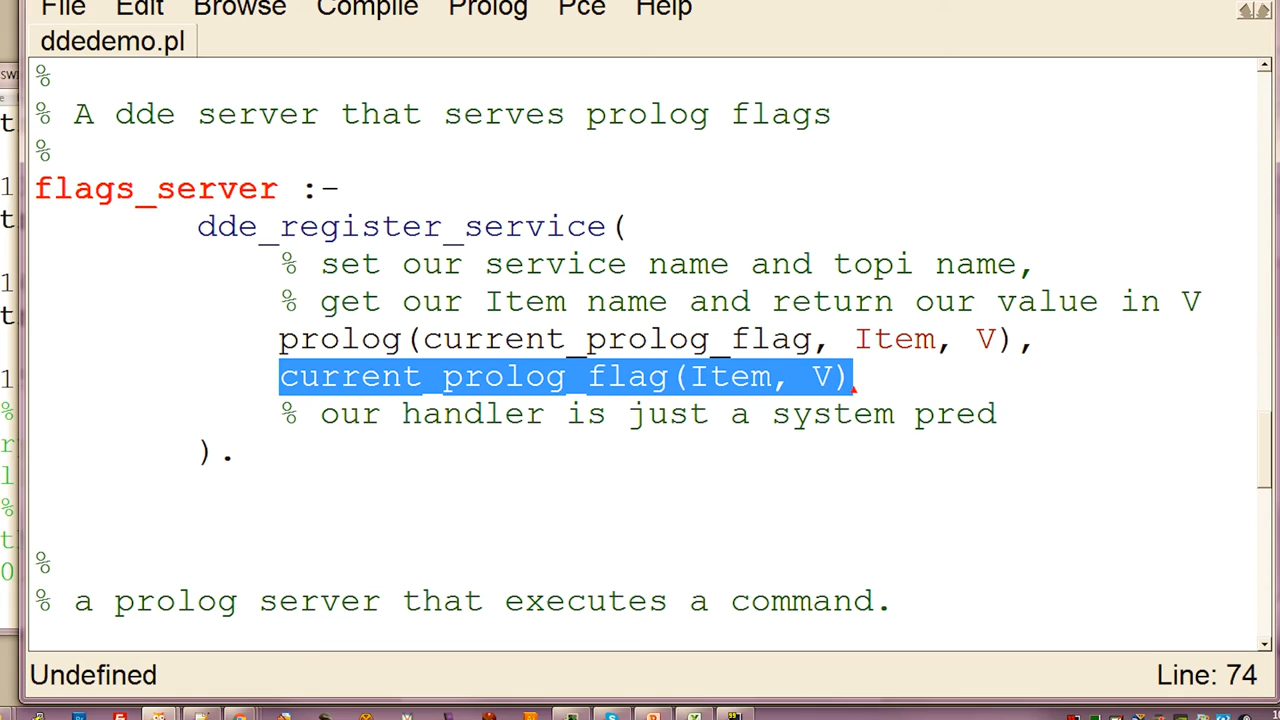 File Edit Browse Compile Prolog Pce Help
ddedemo.pl
%
% A dde server that serves prolog flags
%
flags_server :-
dde_register_service(
% set our service name and topi name,
% get our Item name and return our value in V
prolog(current_prolog_flag, Item, V),
current_prolog_flag(Item, V)
% our handler is just a system pred
).
%
% a prolog server that executes a command.
Undefined Line: 74